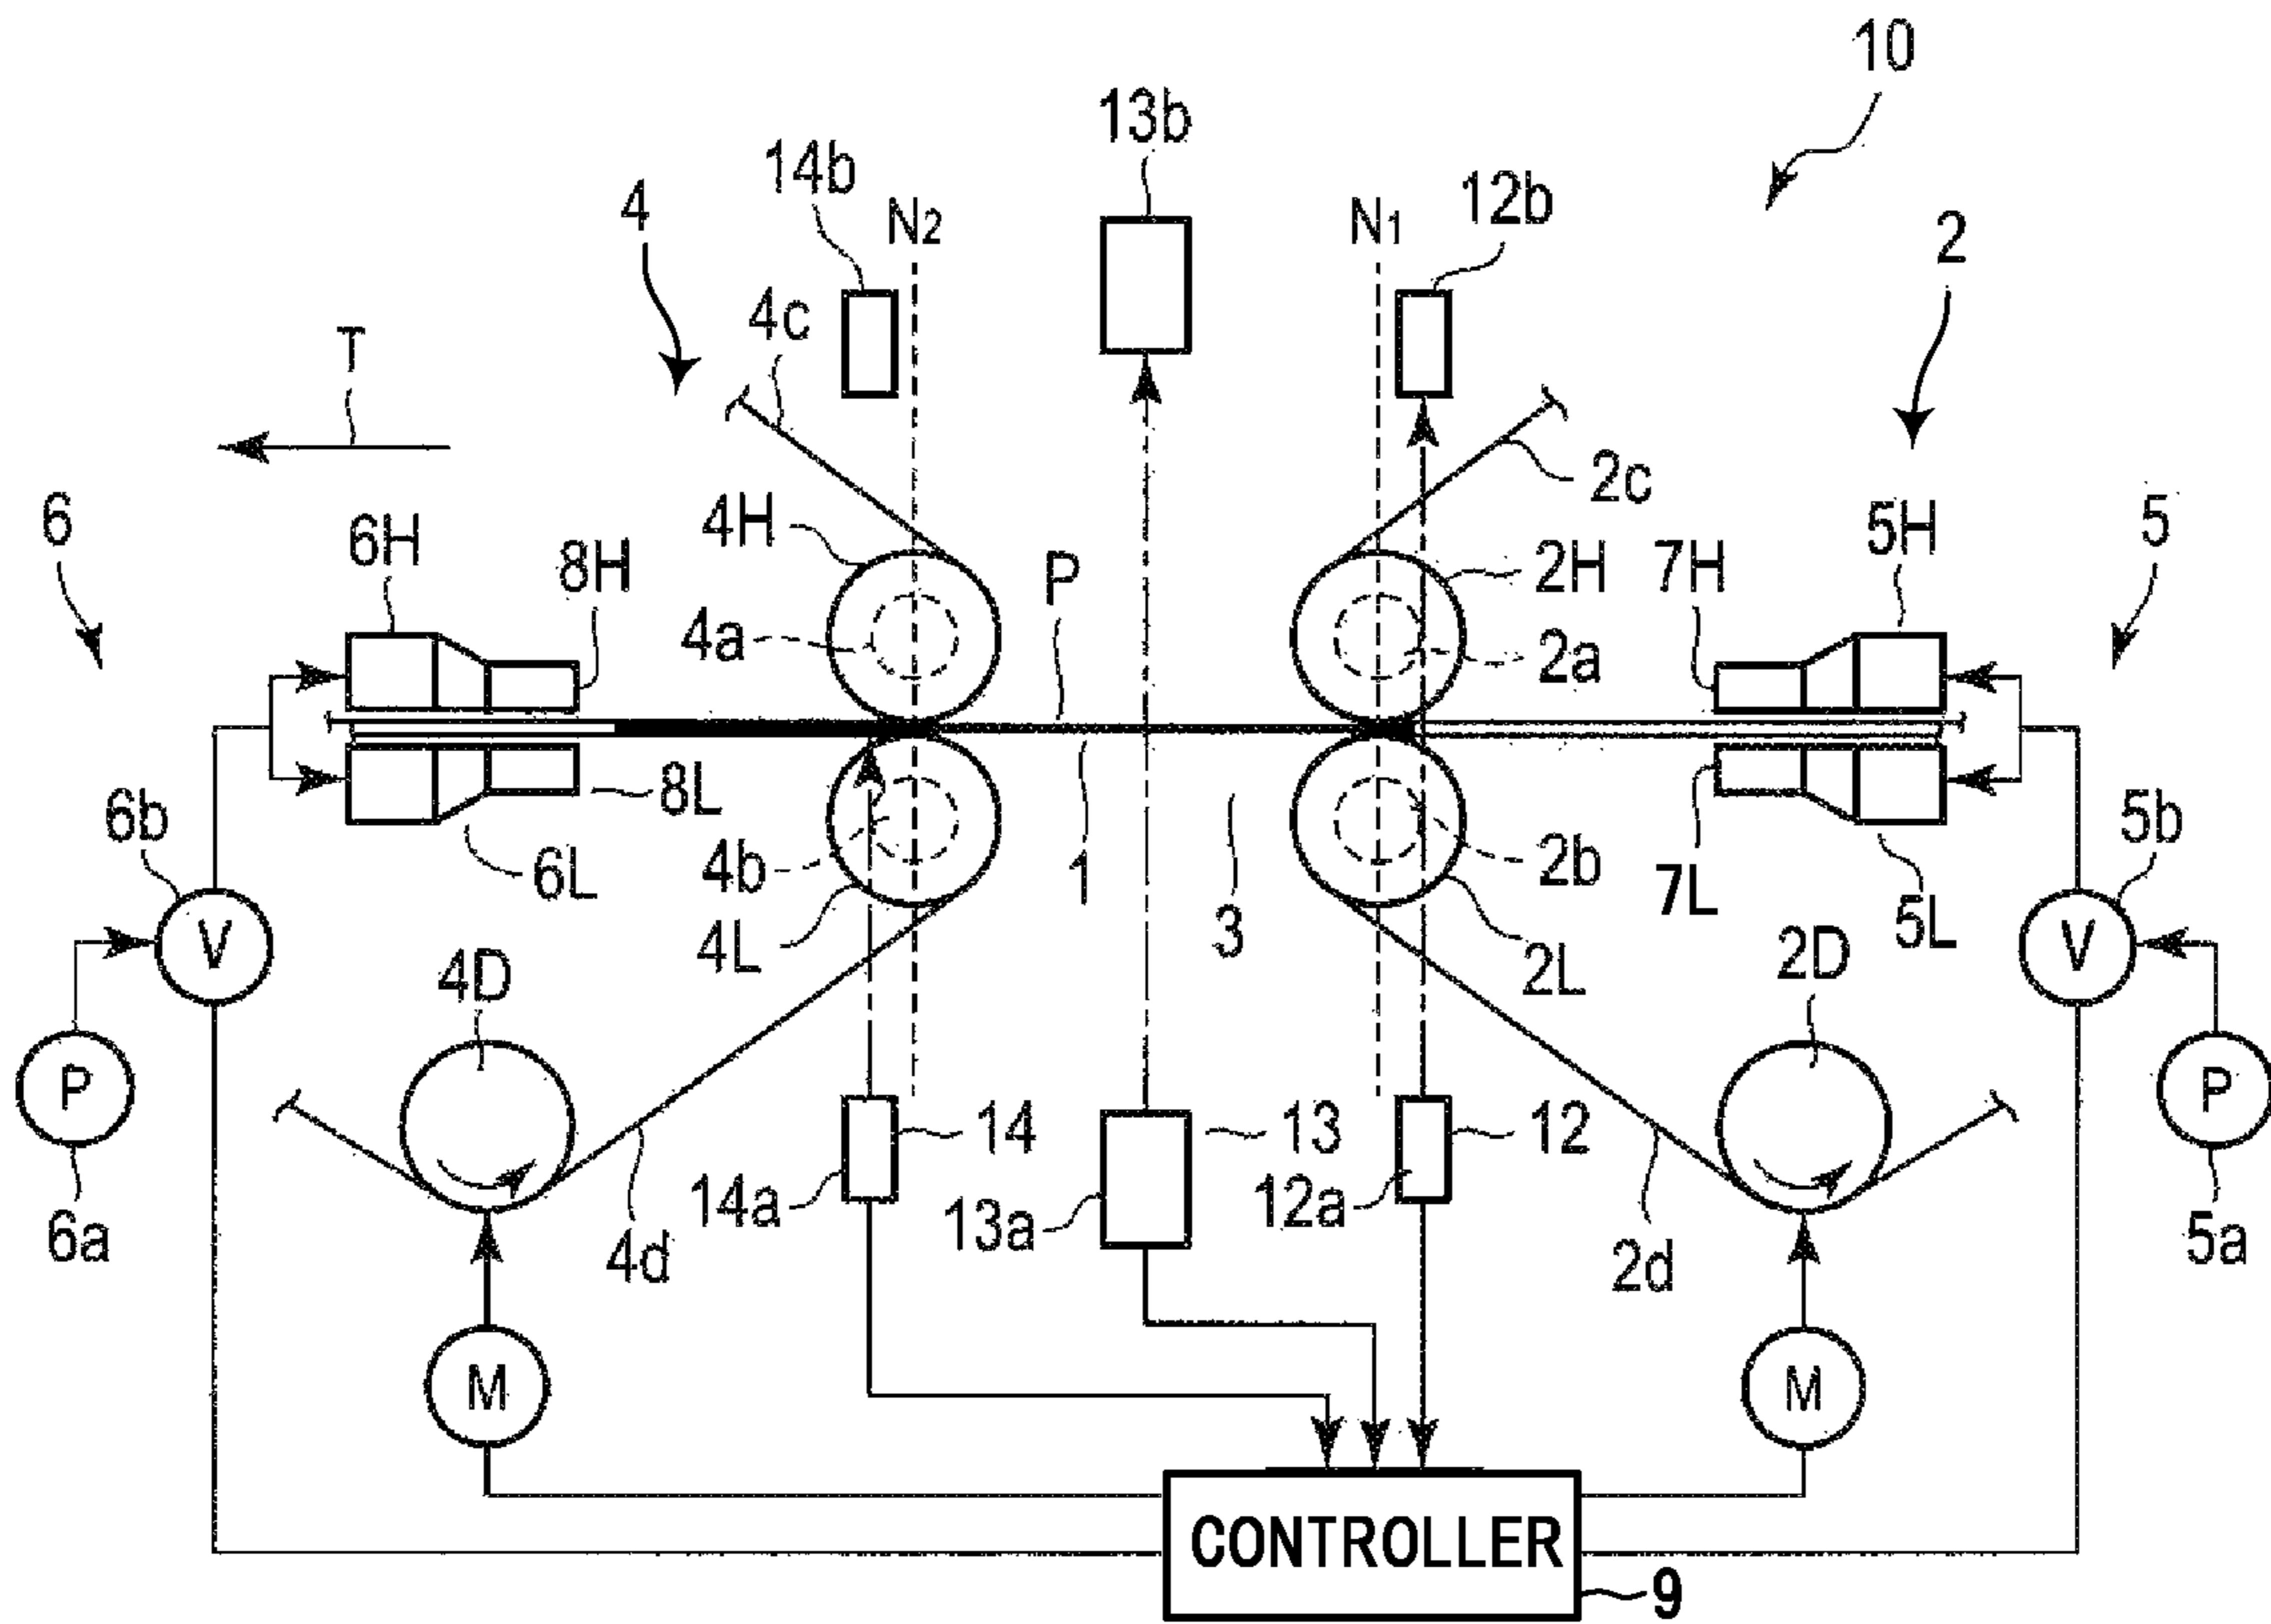 10
13b
14b
12b
4
N2
N1
2
4c
T
2c
6
6H
8H
4H
P
2H
7H
5H
5
4a
2a
6b
8L
6L
4b
1
3
2b
7L
5L
5b
V
4L
2L
V
4D
2D
P
P
14
13
12
14a
13a
12a
6a
4d
2d
5a
M
M
CONTROLLER
9